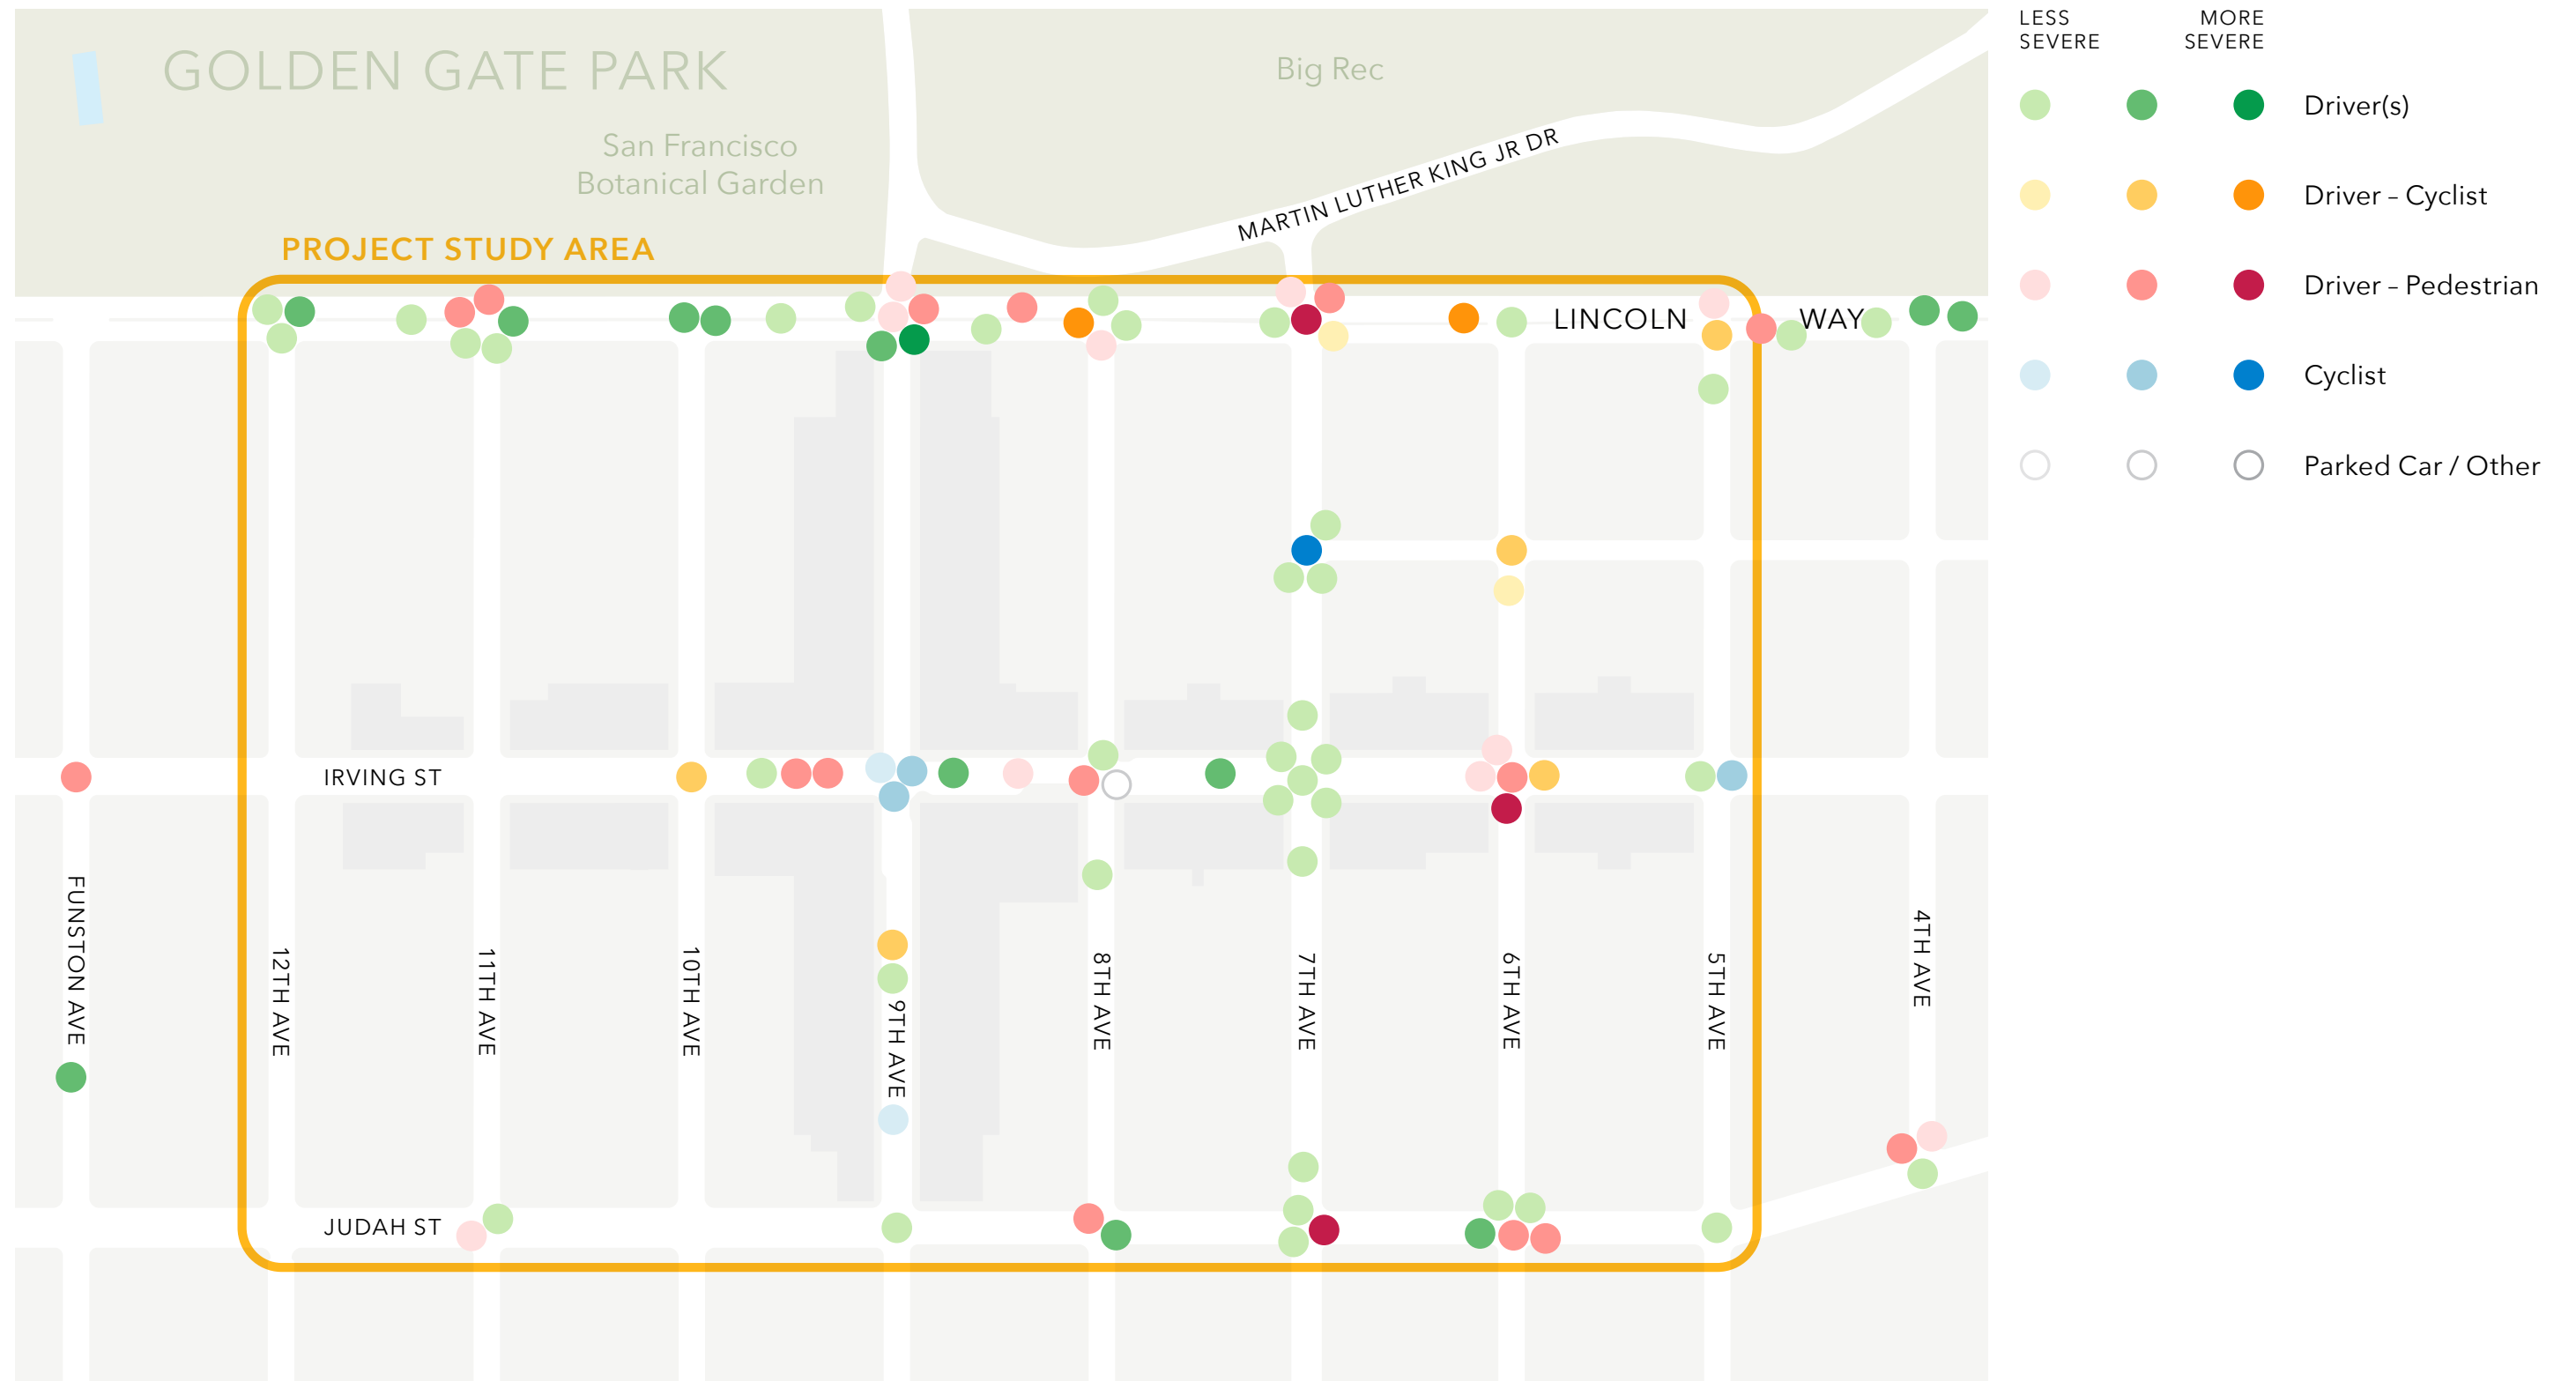 GOLDEN GATE PARK
Big Rec
San Francisco
Botanical Garden
MARTIN LUTHER KING JR DR
PROJECT STUDY AREA
LINCOLN WAY
IRVING ST
FUNSTON AVE
12TH AVE
11TH AVE
10TH AVE
9TH AVE
8TH AVE
7TH AVE
6TH AVE
5TH AVE
4TH AVE
JUDAH ST
LESS
SEVERE
MORE
SEVERE
Driver(s)
Driver – Cyclist
Driver – Pedestrian
Cyclist
Parked Car / Other